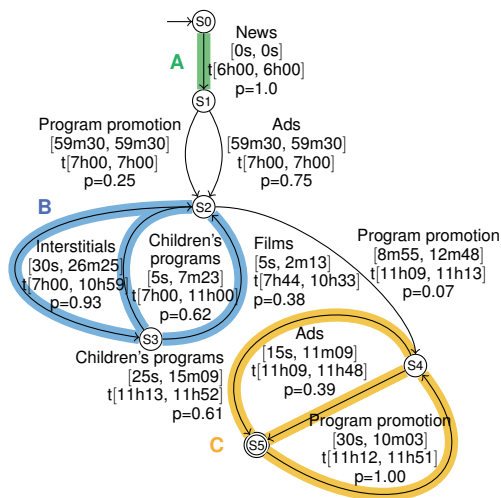 S0
News
[0s, 0s]
t[6h00, 6h00]
p=1.0
A
S1
Program promotion
[59m30, 59m30]
t[7h00, 7h00]
p=0.25
Ads
[59m30, 59m30]
t[7h00, 7h00]
p=0.75
B
S2
Interstitials
[30s, 26m25]
t[7h00, 10h59]
p=0.93
Children's
programs
[5s, 7m23]
t[7h00, 11h00]
p=0.62
Films
[5s, 2m13]
t[7h44, 10h33]
p=0.38
Program promotion
[8m55, 12m48]
t[11h09, 11h13]
p=0.07
S3
Children's programs
[25s, 15m09]
t[11h13, 11h52]
p=0.61
Ads
[15s, 11m09]
t[11h09, 11h48]
p=0.39
S4
C
S5
Program promotion
[30s, 10m03]
t[11h12, 11h51]
p=1.00